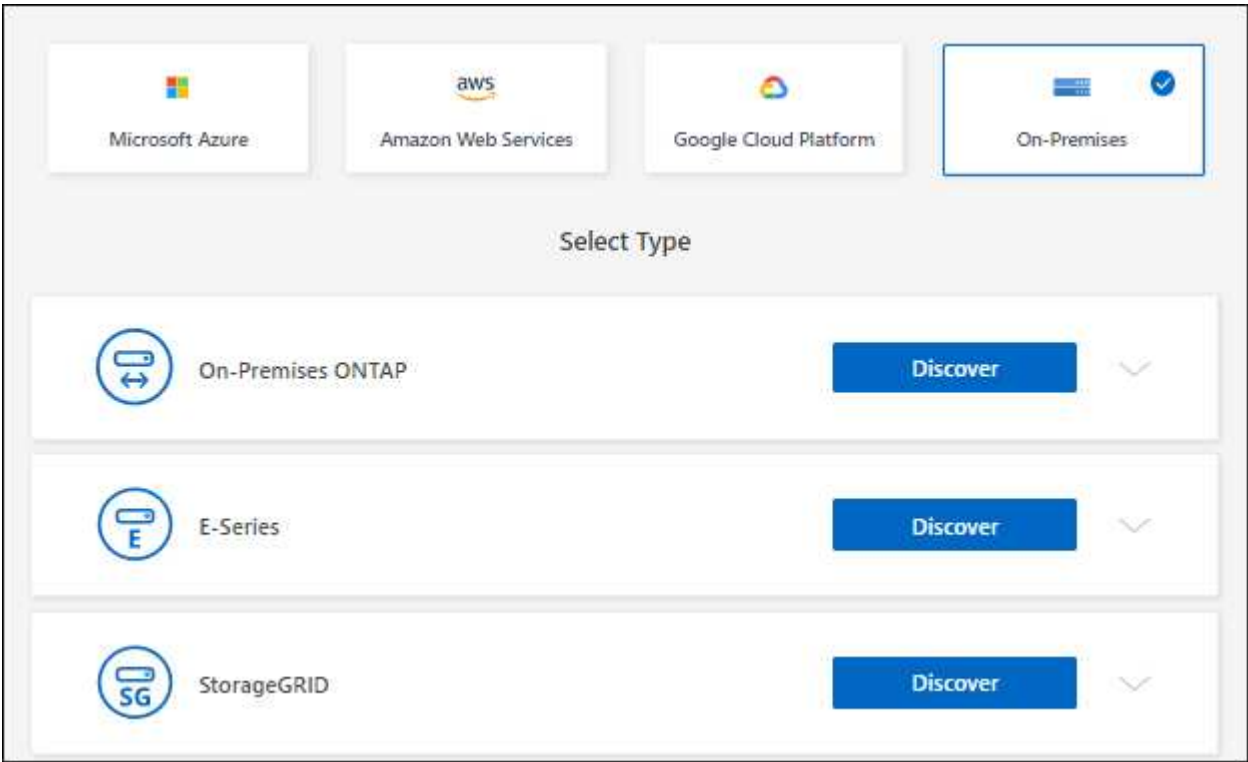 aws
Microsoft Azure
Amazon Web Services
Google Cloud Platform
On-Premises
Select Type
On-Premises ONTAP
Discover
E
E-Series
Discover
SG
StorageGRID
Discover